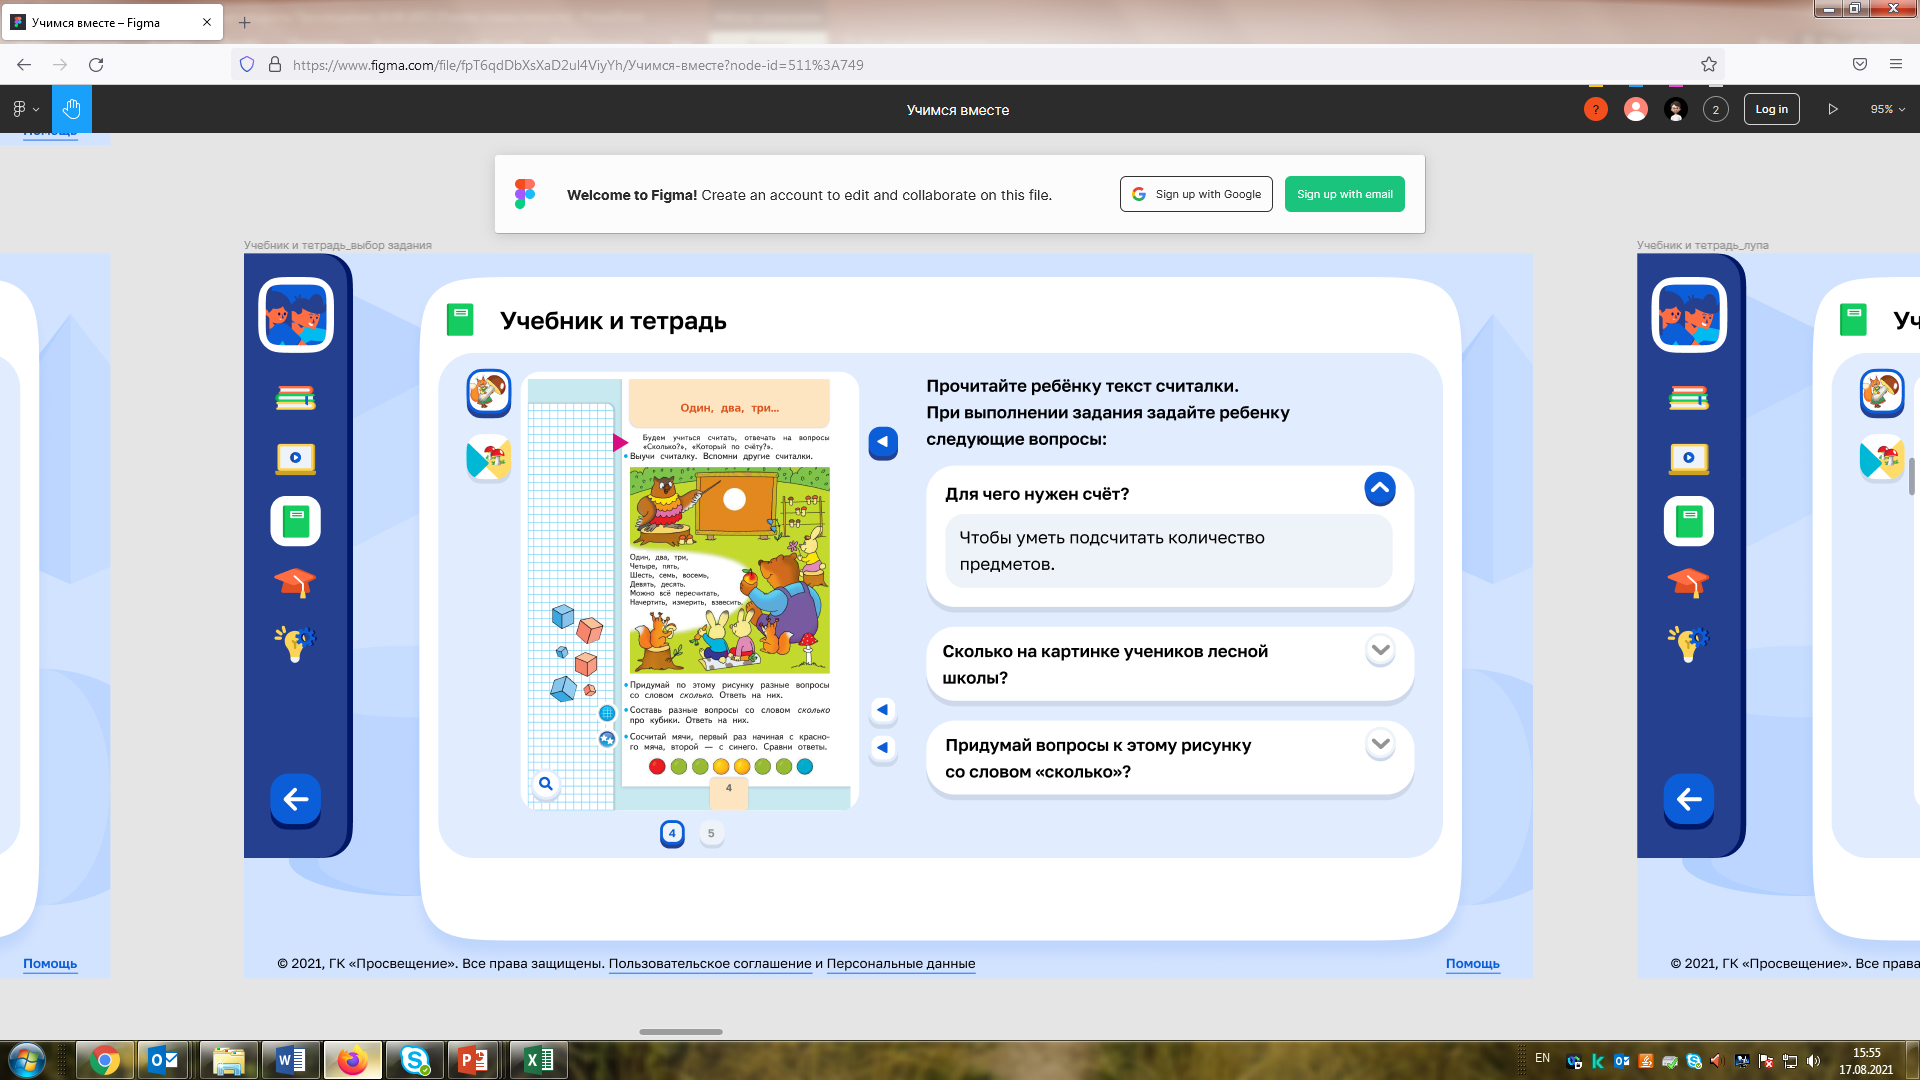 Учимся вместе – Figma
https://www.figma.com/file/fpT6qdDbXsXaD2ul4ViyYh/Учимся-вместе?node-id=511%3A749
Учимся вместе
?
2
Log in
95%
Помощь
Welcome to Figma! Create an account to edit and collaborate on this file.
Sign up with Google
Sign up with email
Учебник и тетрадь_выбор задания
Учебник и тетрадь_лупа
Учебник и тетрадь
Уч
Один, два, три...
Будем учиться считать, отвечать на вопросы
«Сколько?», «Который по счёту?».
Выучи считалку. Вспомни другие считалки.
Один, два, три,
Четыре, пять,
Шесть, семь, восемь,
Девять, десять.
Можно всё пересчитать,
Начертить, измерить, взвесить.
Придумай по этому рисунку разные вопросы
со словом сколько. Ответь на них.
Составь разные вопросы со словом сколько
про кубики. Ответь на них.
Сосчитай мячи, первый раз начиная с красно-
го мяча, второй — с синего. Сравни ответы.
4
4
5
Прочитайте ребёнку текст считалки.
При выполнении задания задайте ребенку
следующие вопросы:
Для чего нужен счёт?
Чтобы уметь подсчитать количество
предметов.
Сколько на картинке учеников лесной
школы?
Придумай вопросы к этому рисунку
со словом «сколько»?
Помощь
© 2021, ГК «Просвещение». Все права защищены. Пользовательское соглашение и Персональные данные
Помощь
© 2021, ГК «Просвещение». Все права
EN
15:55
17.08.2021